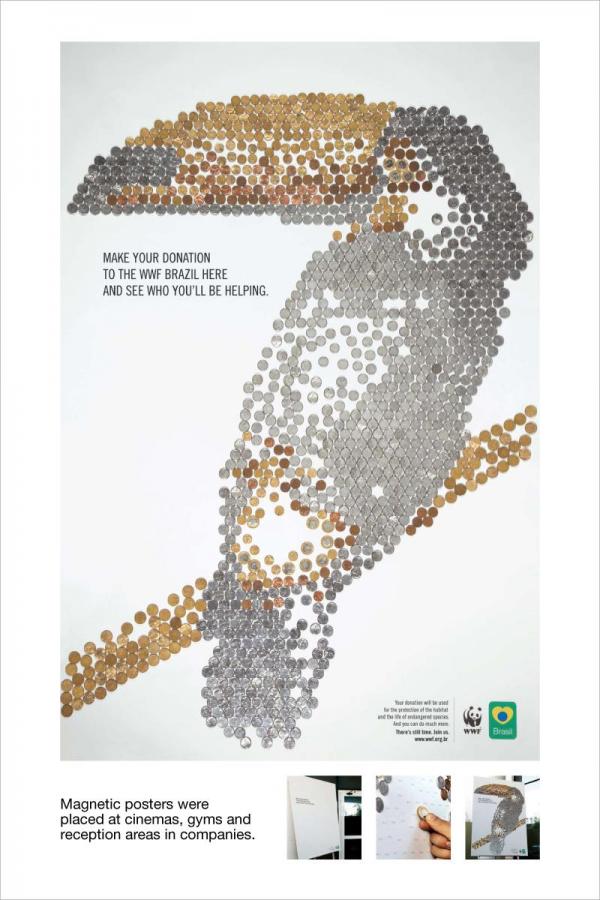 MAKE YOUR DONATION
TO THE WWF BRAZIL HERE
AND SEE WHO YOU'LL BE HELPING.
Your donation will be used
for the protection of the habitat
and the life of endangered species.
And you can do much more.
There's still time. Join us.
www.wwf.org.br
WWF
Brasil
Magnetic posters were
placed at cinemas, gyms and
reception areas in companies.